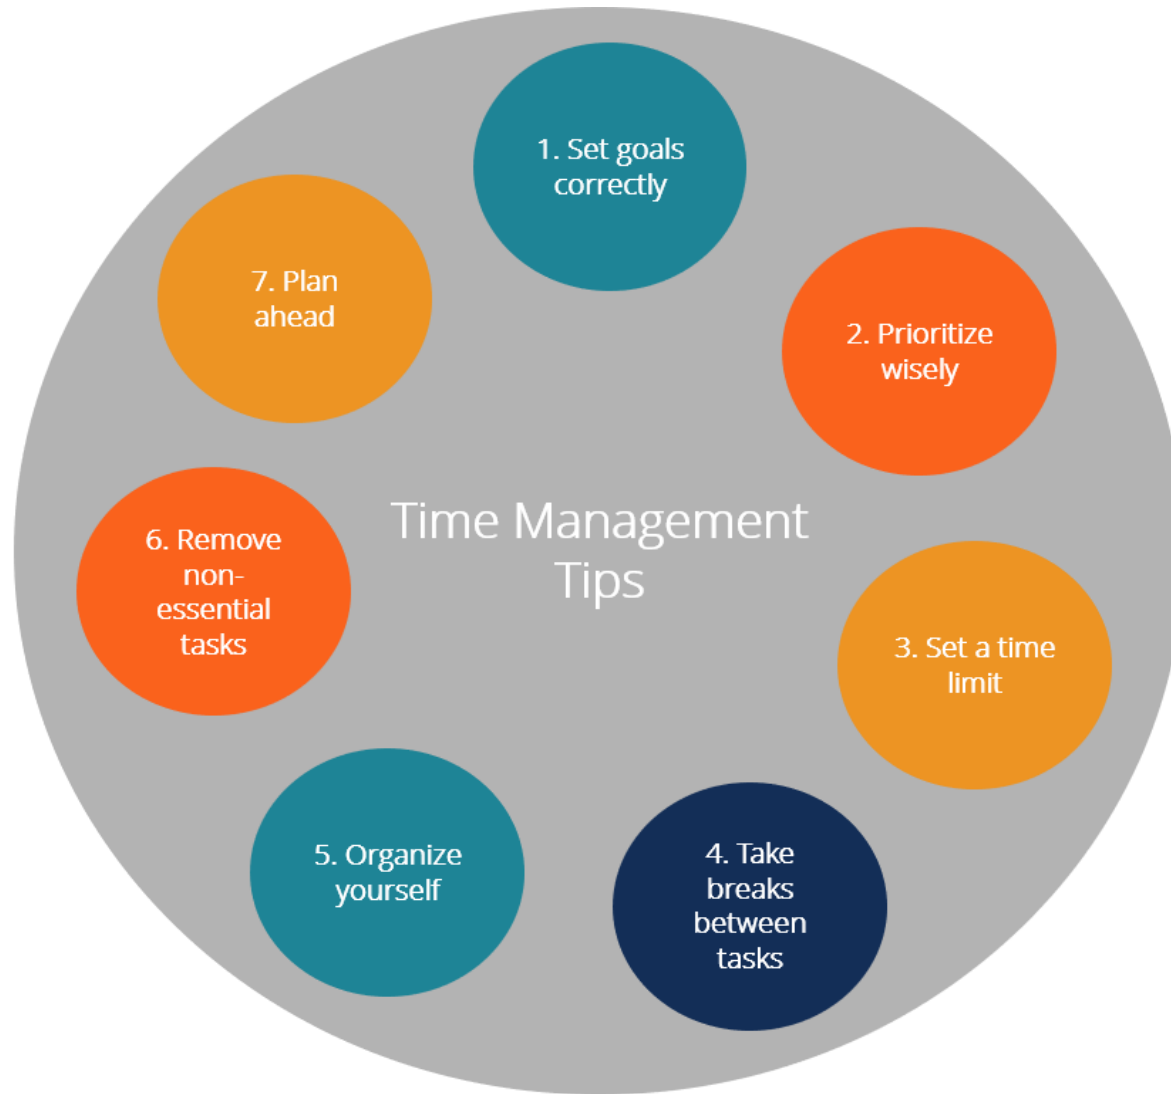 1. Set goals
correctly
2. Prioritize
wisely
3. Set a time
limit
4. Take
breaks
between
tasks
5. Organize
yourself
6. Remove
non-
essential
tasks
7. Plan
ahead
Time Management
Tips